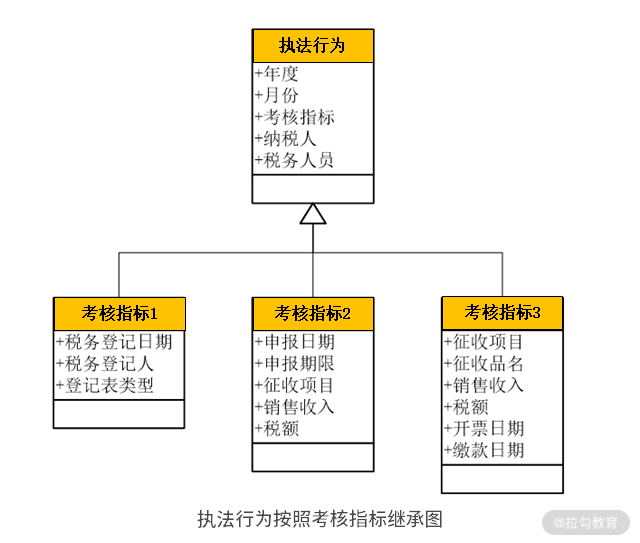 执法行为
+年度
+月份
+考核指标
+纳税人
+税务人员
考核指标1
+税务登记日期
+税务登记人
+登记表类型
考核指标2
+申报日期
+申报期限
+征收项目
+销售收入
+税额
考核指标3
+征收项目
+征收品名
+销售收入
+税额
+开票日期
+缴款日期
执法行为按照考核指标继承图
@拉勾教育